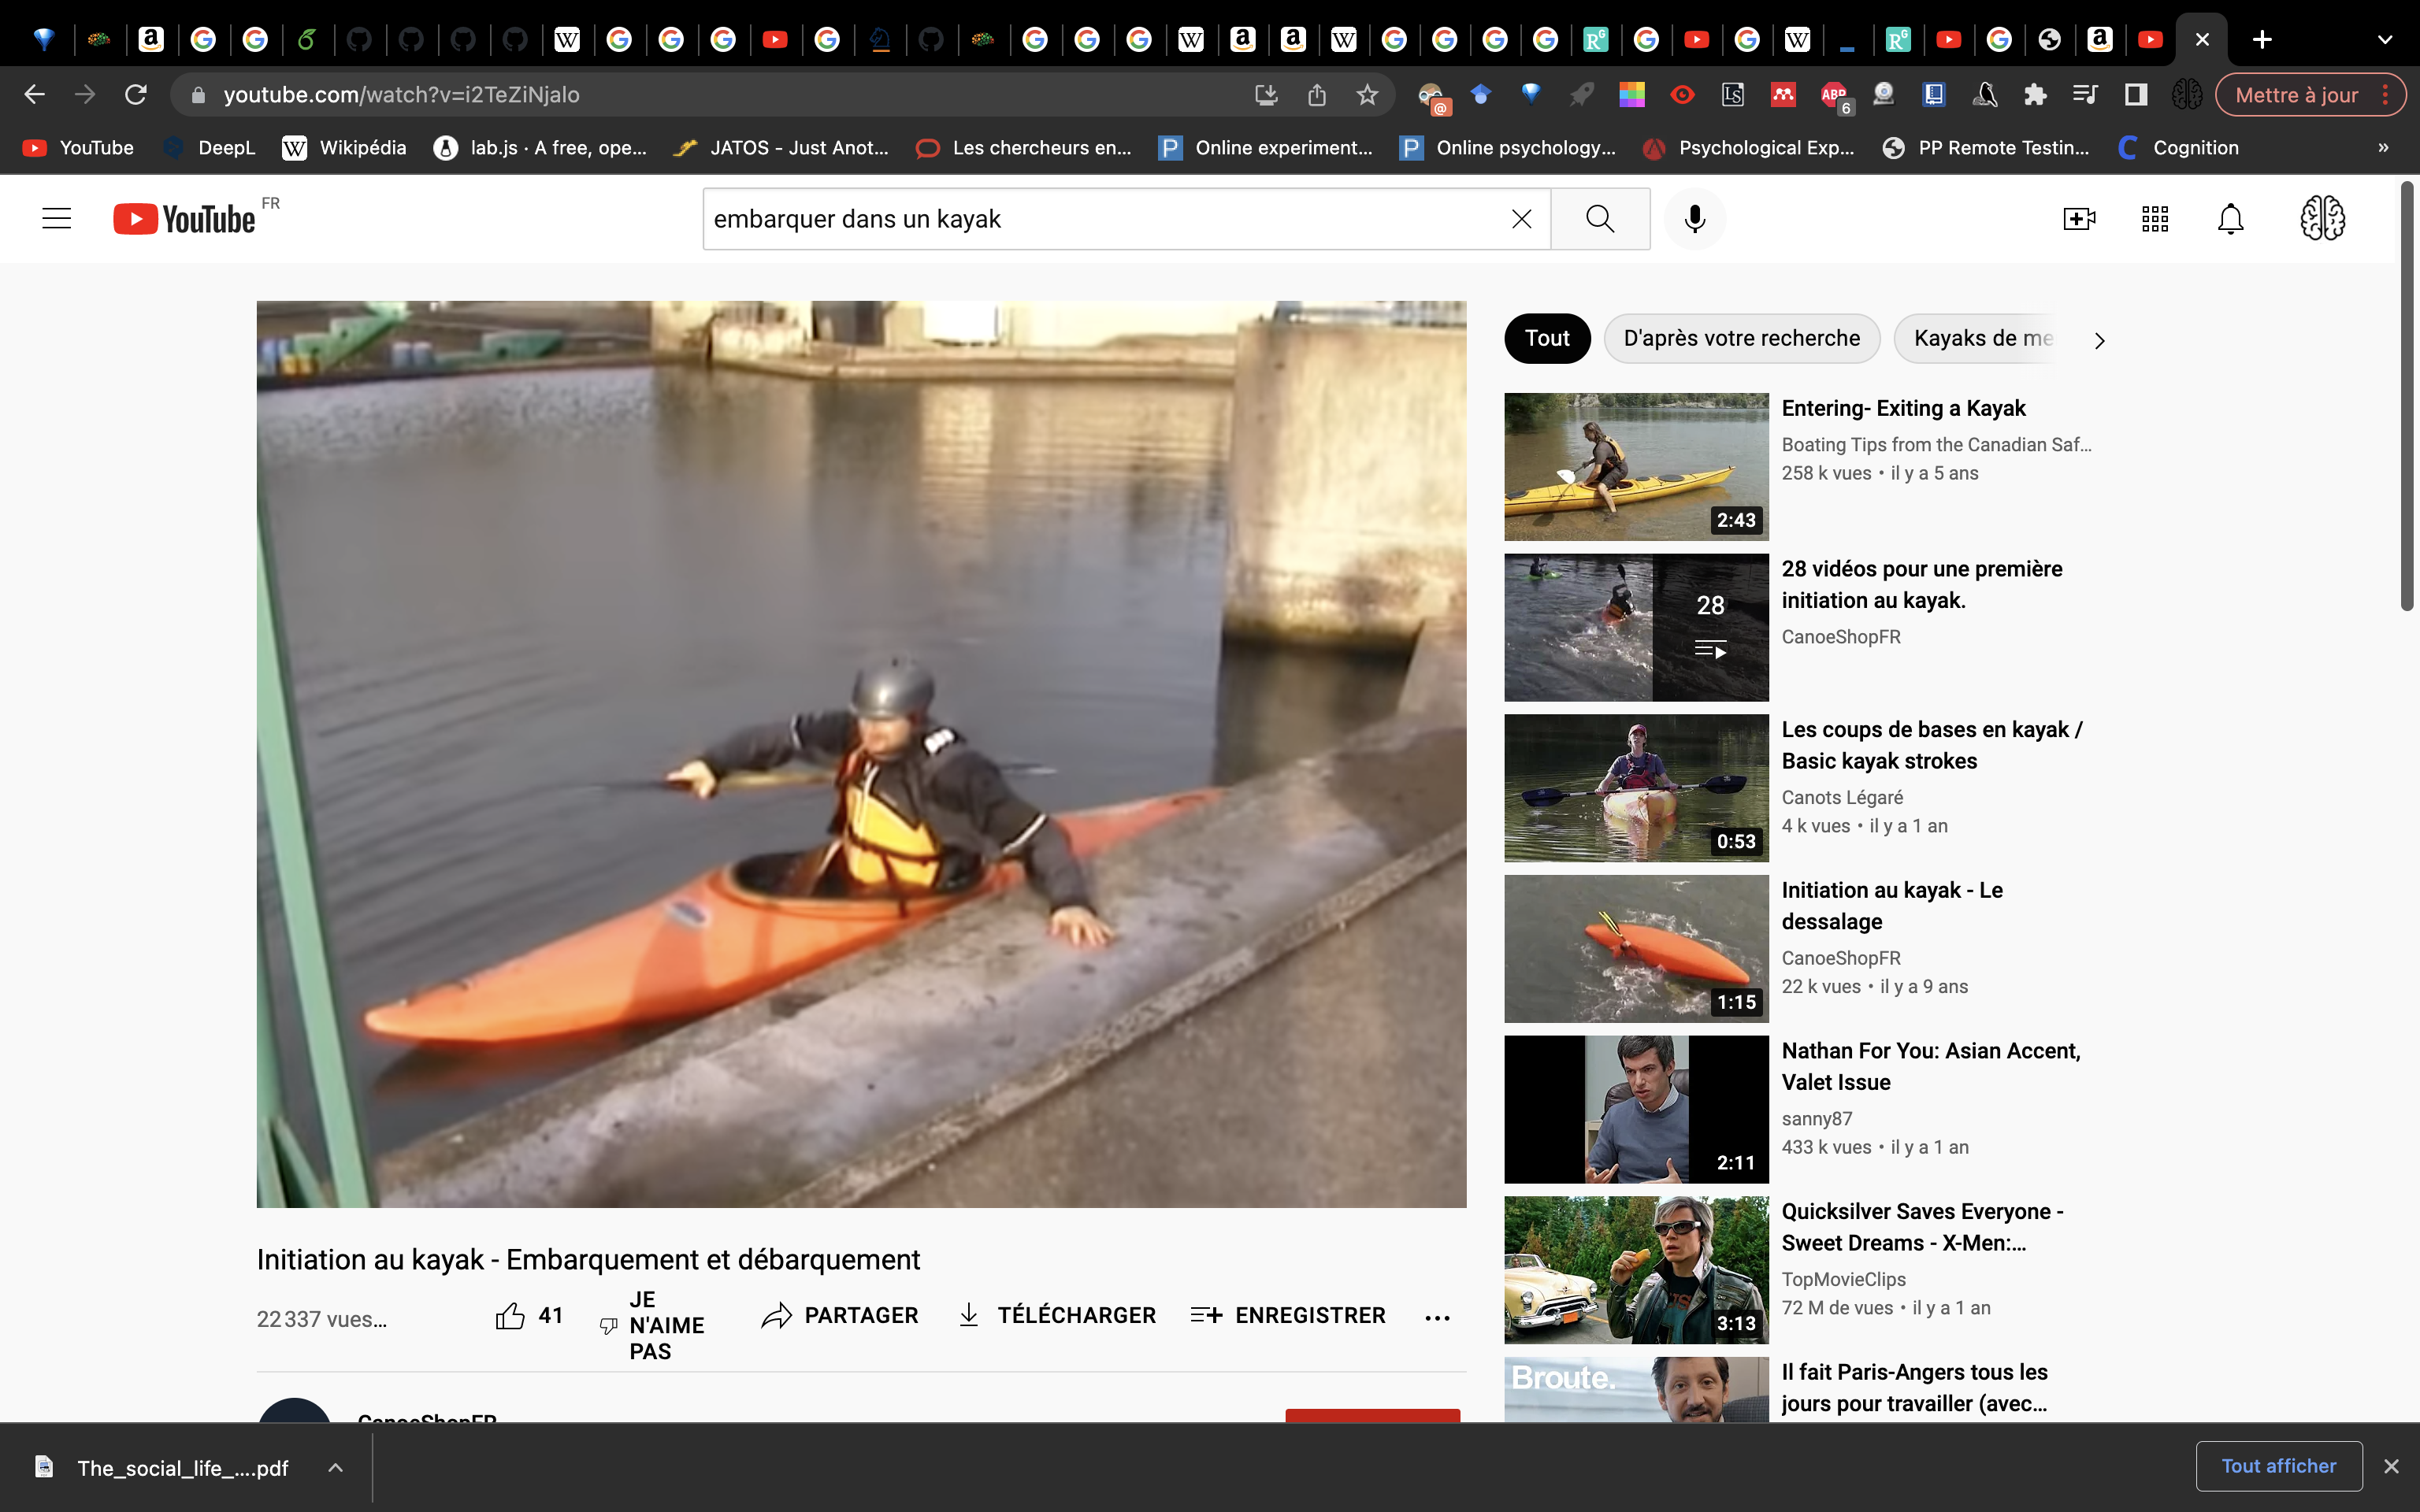 youtube.com/watch?v=i2TeZiNjalo
@
LS
ABP
6
Mettre à jour
YouTube
DeepL
W
Wikipédia
lab.js · A free, ope...
JATOS - Just Anot...
Les chercheurs en...
P
Online experiment...
P
Online psychology...
Psychological Exp...
PP Remote Testin...
Cognition
»
YouTube FR
embarquer dans un kayak
Tout
D'après votre recherche
Kayaks de me
Entering- Exiting a Kayak
Boating Tips from the Canadian Saf...
258 k vues • il y a 5 ans
2:43
28 vidéos pour une première
initiation au kayak.
28
CanoeShopFR
Les coups de bases en kayak /
Basic kayak strokes
Canots Légaré
4 k vues • il y a 1 an
0:53
Initiation au kayak - Le
dessalage
CanoeShopFR
22 k vues • il y a 9 ans
1:15
Nathan For You: Asian Accent,
Valet Issue
sanny87
433 k vues • il y a 1 an
2:11
Quicksilver Saves Everyone -
Sweet Dreams - X-Men:...
TopMovieClips
72 M de vues • il y a 1 an
3:13
Broute.
Il fait Paris-Angers tous les
jours pour travailler (avec...
Initiation au kayak - Embarquement et débarquement
22 337 vues...
41
JE
N'AIME
PAS
PARTAGER
TÉLÉCHARGER
ENREGISTRER
CanoeShopFR
The_social_life_....pdf
Tout afficher